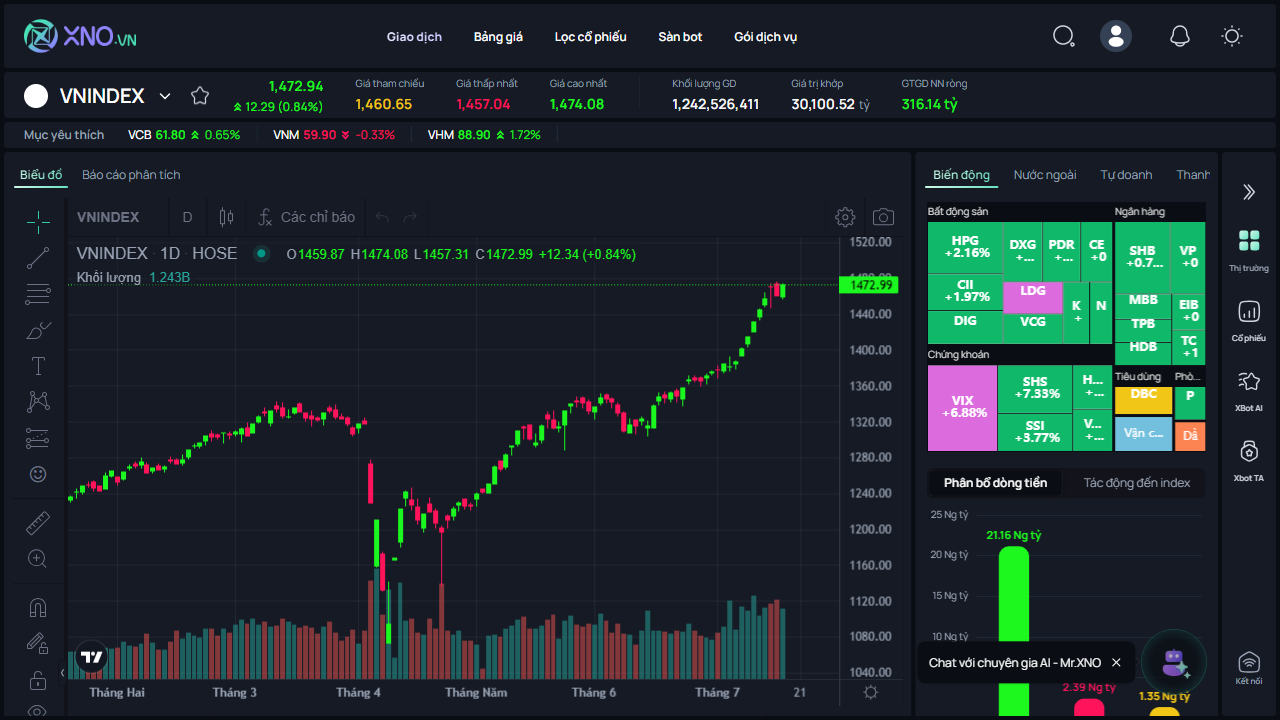 XNO.VN
Giao dịch Bảng giá Lọc cổ phiếu Sàn bot Gói dịch vụ
VNINDEX
1,472.94
12.29 (0.84%)
Giá tham chiếu
1,460.65
Giá thấp nhất
1,457.04
Giá cao nhất
1,474.08
Khối lượng GD
1,242,526,411
Giá trị khớp
30,100.52 tỷ
GTGD NN ròng
316.14 tỷ
Mục yêu thích VCB 61.80 0.65% VNM 59.90 -0.33% VHM 88.90 1.72%
Biểu đồ Báo cáo phân tích
VNINDEX D Các chỉ báo
VNINDEX · 1D · HOSE O1459.87 H1474.08 L1457.31 C1472.99 +12.34 (+0.84%)
Khối lượng 1.243B
1520.00
1472.99
1440.00
1400.00
1360.00
1320.00
1280.00
1240.00
1200.00
1160.00
1120.00
1080.00
1040.00
Tháng Hai Tháng 3 Tháng 4 Tháng Năm Tháng 6 Tháng 7 21
Biến động Nước ngoài Tự doanh Thanh
Bất động sản
HPG
+2.16%
DXG
+...
PDR
+...
CE
+0
CII
+1.97%
LDG
DIG
VCG
K
+
N
Ngân hàng
SHB
+0.7...
VP
+0
MBB
EIB
+0
TPB
HDB
TC
+1
Chứng khoán
VIX
+6.88%
SHS
+7.33%
H...
+...
SSI
+3.77%
V...
+...
Tiêu dùng
DBC
Phò...
P
Vận c...
Dầ
Phân bổ dòng tiền Tác động đến index
25 Ng tỷ
21.16 Ng tỷ
20 Ng tỷ
15 Ng tỷ
10 Ng tỷ
Chat với chuyên gia AI - Mr.XNO
2.39 Ng tỷ
1.35 Ng tỷ
Thị trường
Cổ phiếu
XBot AI
Xbot TA
Kết nối